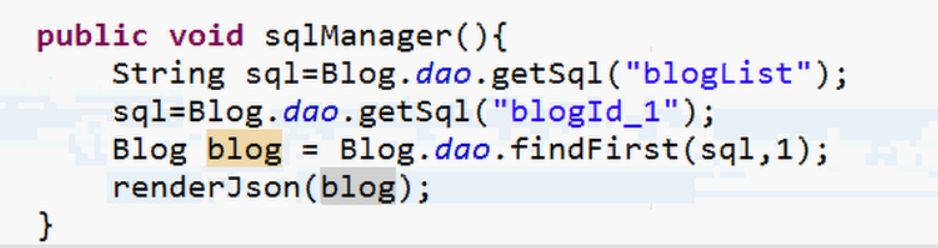 public void sqlManager(){
String sql=Blog.dao.getSql("blogList");
sql=Blog.dao.getSql("blogId_1");
Blog blog = Blog.dao.findFirst(sql,1);
renderJson(blog);
}